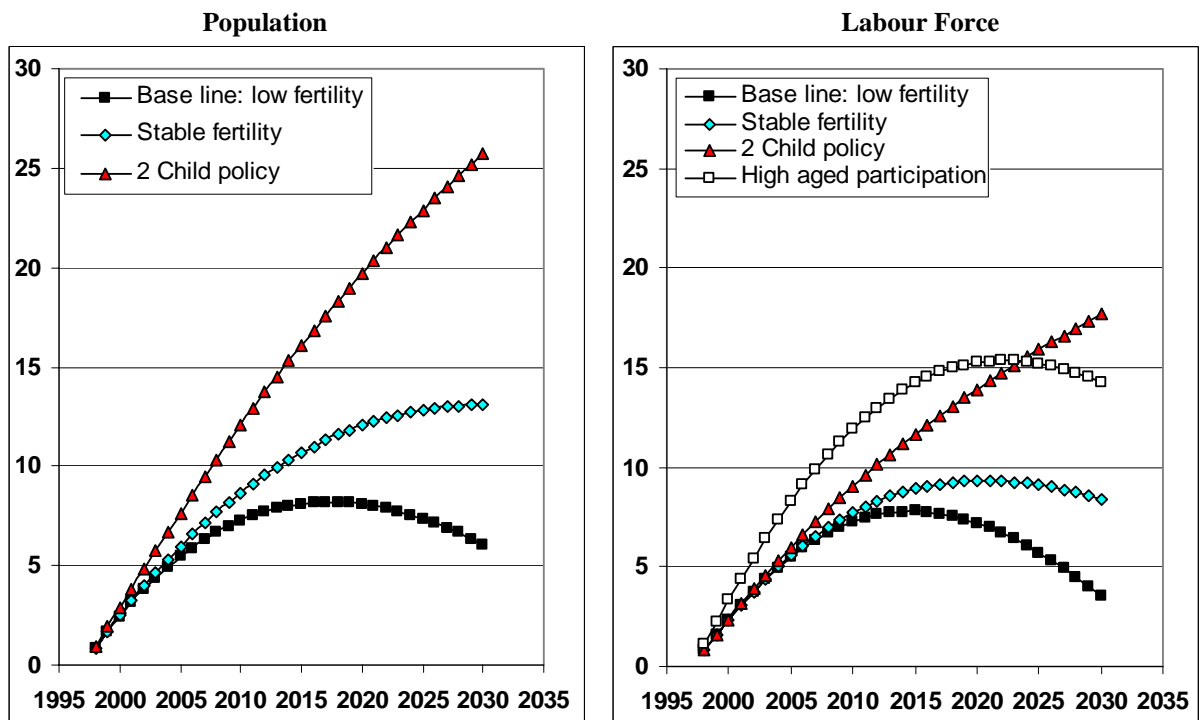 Population
30
25
20
15
10
5
0
Base line: low fertility
Stable fertility
2 Child policy
1995 2000 2005 2010 2015 2020 2025 2030 2035
Labour Force
30
25
20
15
10
5
0
Base line: low fertility
Stable fertility
2 Child policy
High aged participation
1995 2000 2005 2010 2015 2020 2025 2030 2035